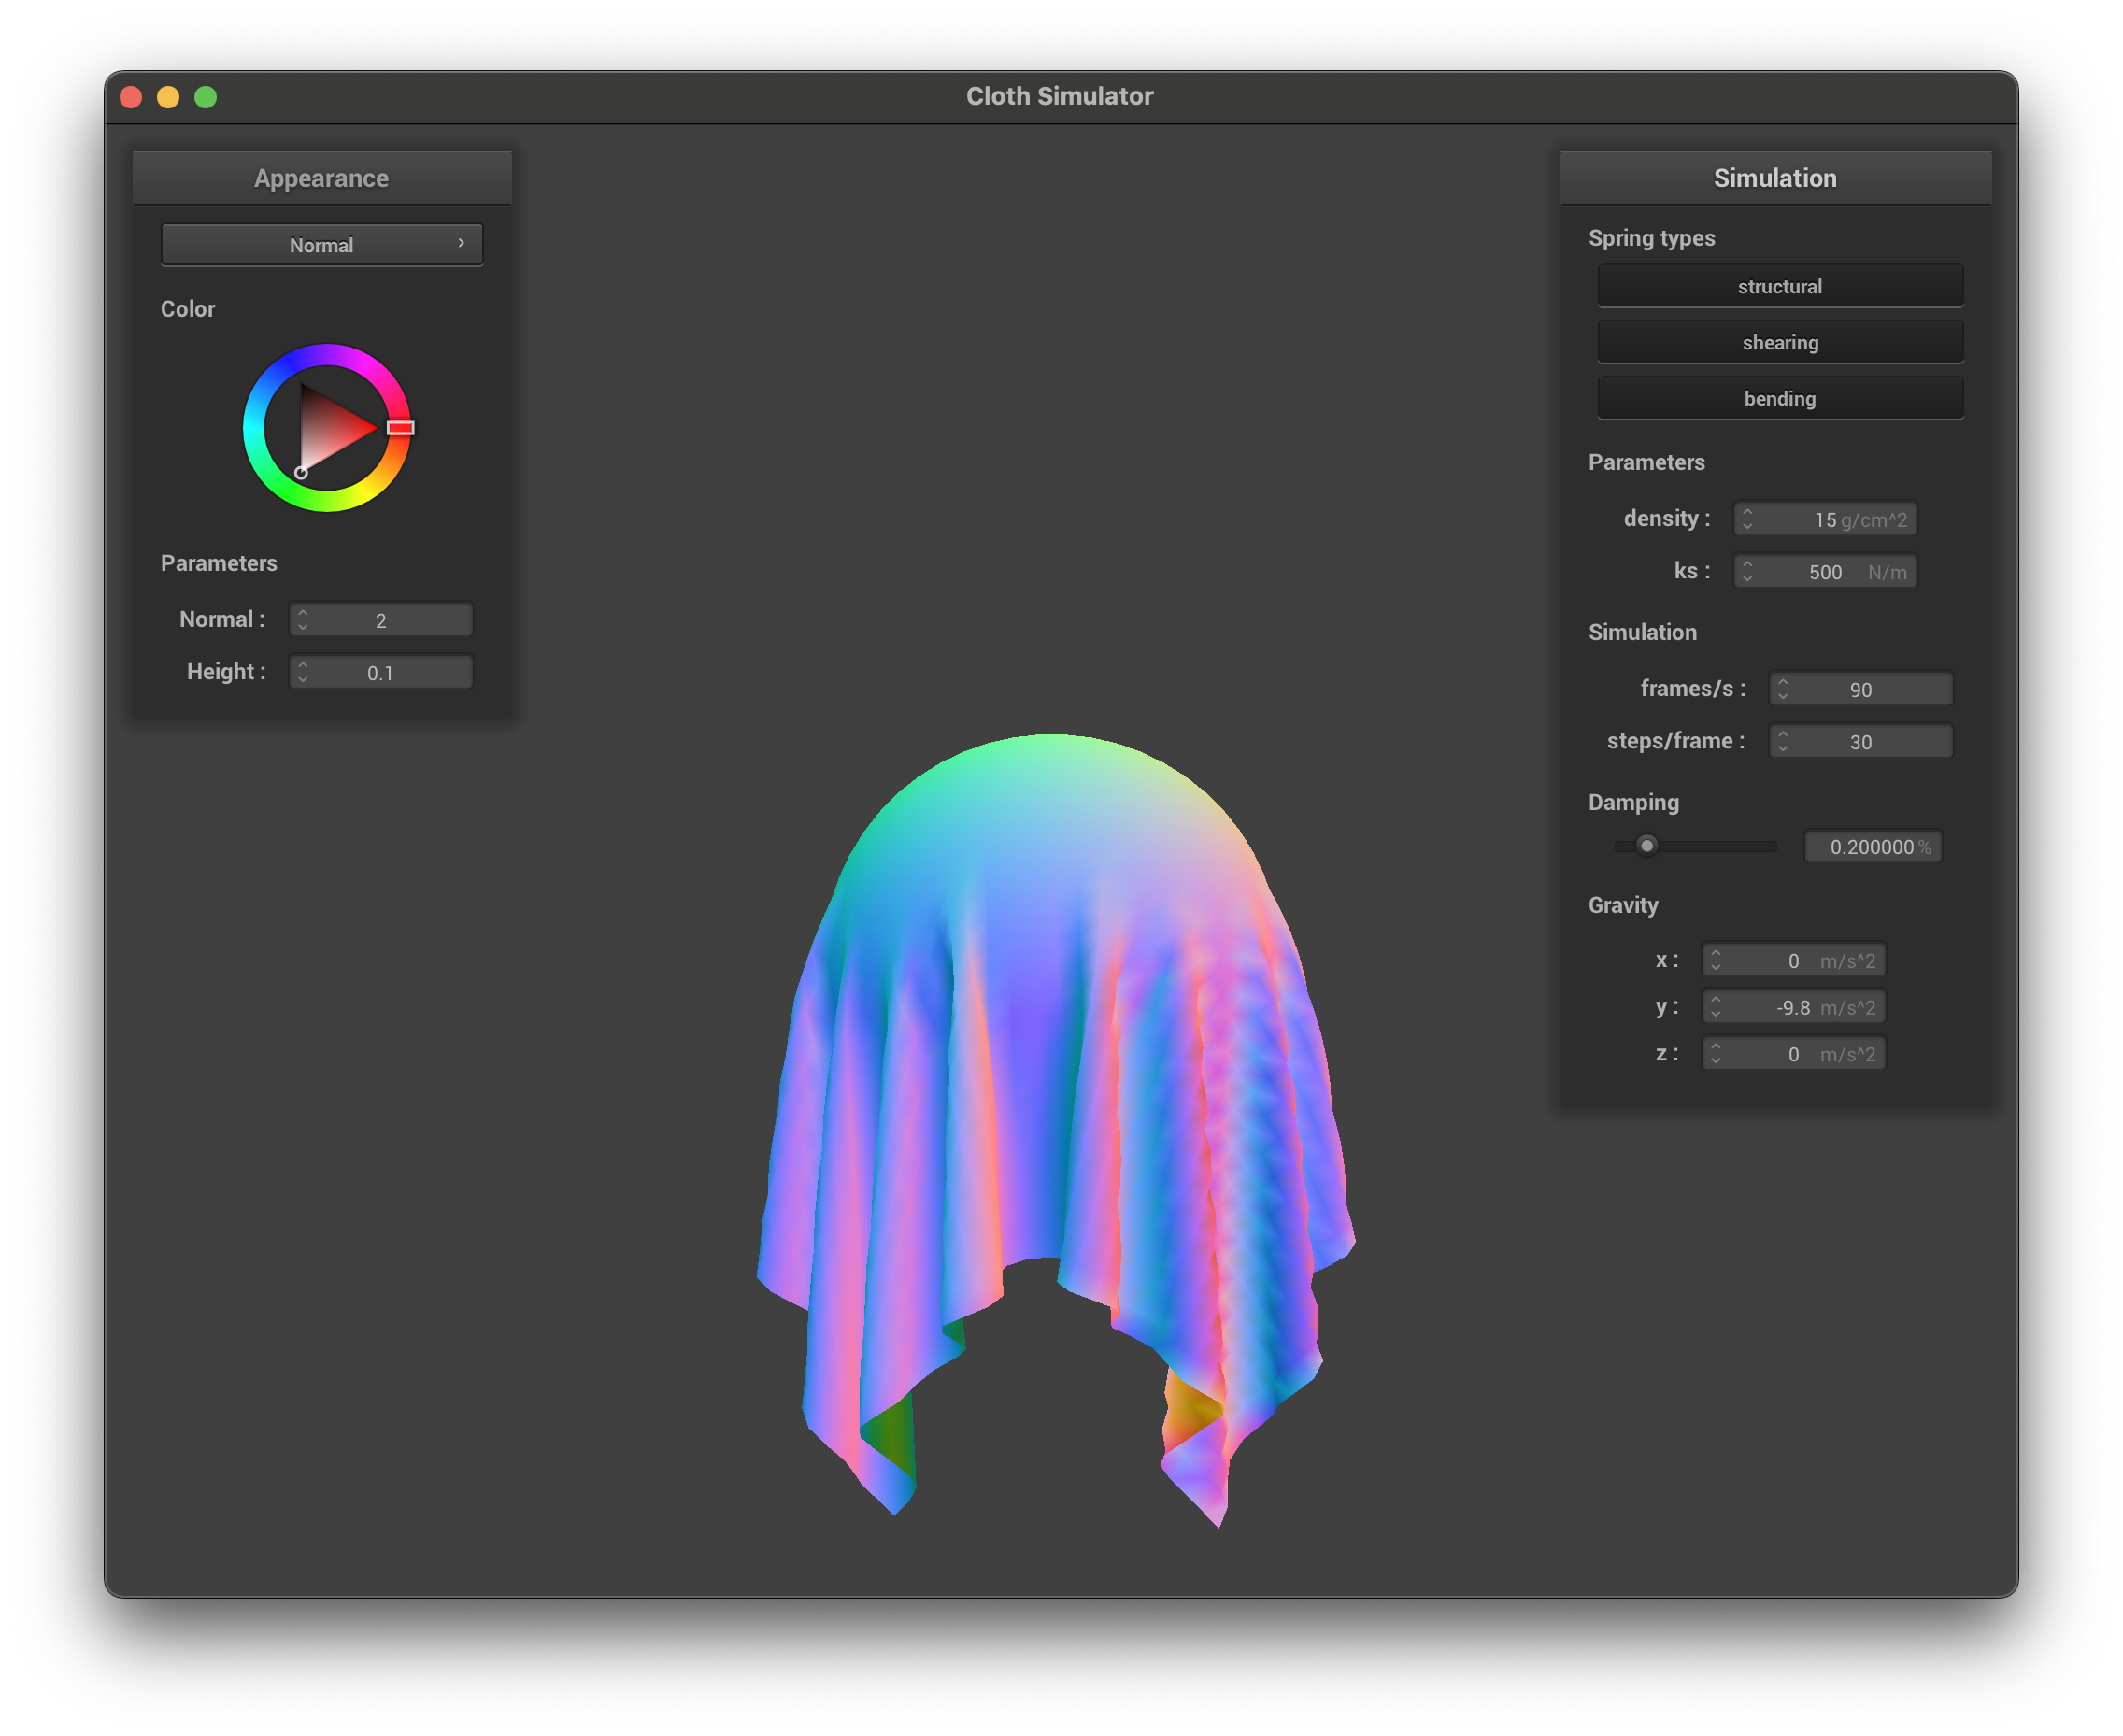 Cloth Simulator
Appearance
Normal
Color
Parameters
Normal : 2
Height : 0.1
Simulation
Spring types
structural
shearing
bending
Parameters
density : 15 g/cm^2
ks : 500 N/m
Simulation
frames/s : 90
steps/frame : 30
Damping
0.200000 %
Gravity
x : 0 m/s^2
y : -9.8 m/s^2
z : 0 m/s^2